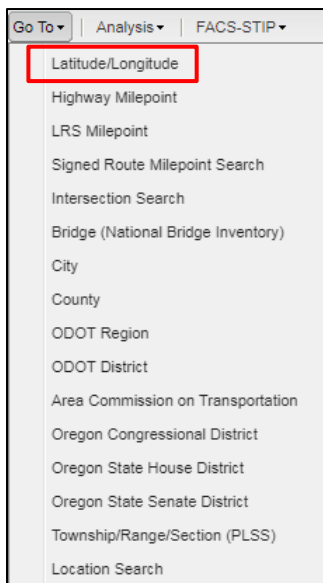 Go To▾ | Analysis▾ | FACS-STIP▾
Latitude/Longitude
Highway Milepoint
LRS Milepoint
Signed Route Milepoint Search
Intersection Search
Bridge (National Bridge Inventory)
City
County
ODOT Region
ODOT District
Area Commission on Transportation
Oregon Congressional District
Oregon State House District
Oregon State Senate District
Township/Range/Section (PLSS)
Location Search